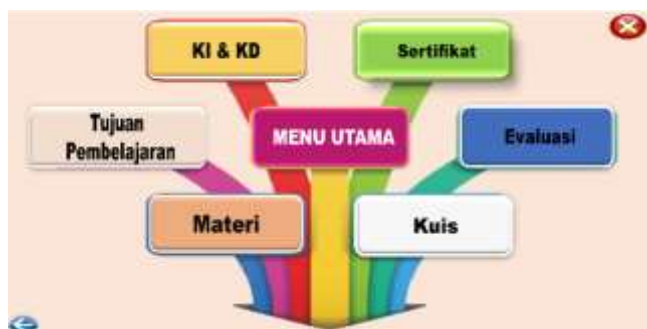 KI & KD
Sertifikat
Tujuan
Pembelajaran
MENU UTAMA
Evaluasi
Materi
Kuis